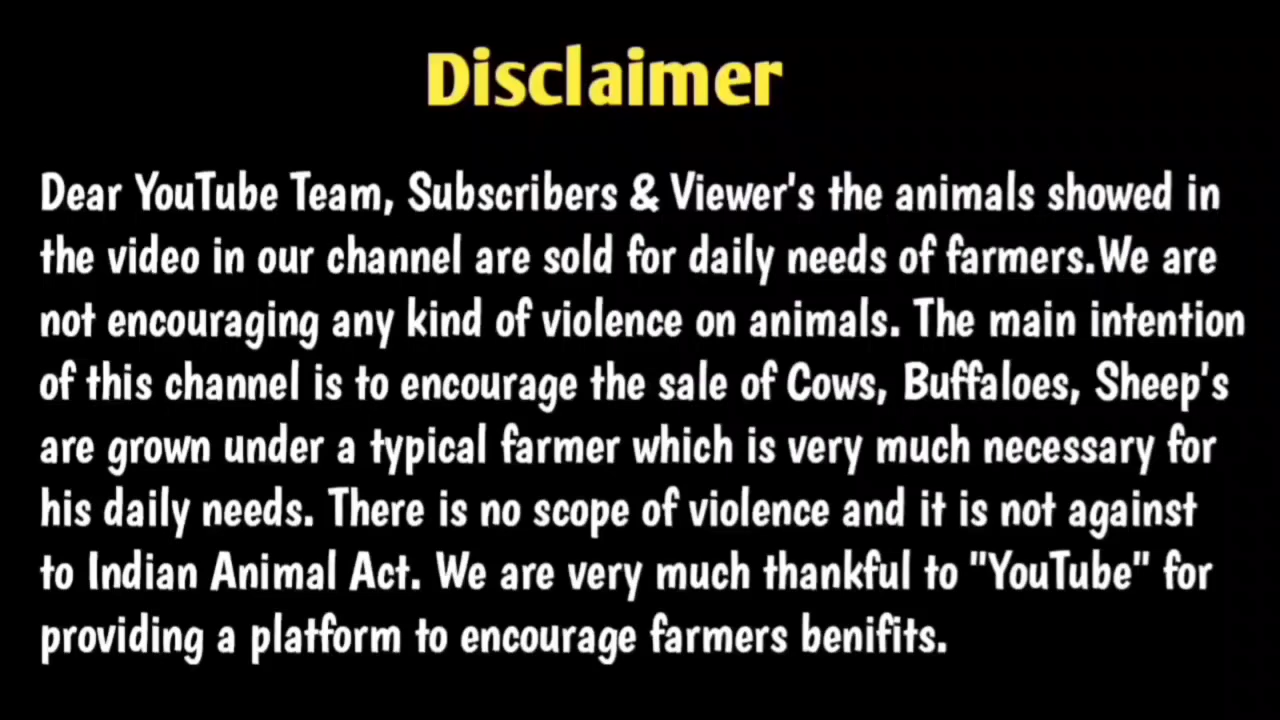 Disclaimer
Dear YouTube Team, Subscribers & Viewer's the animals showed in
the video in our channel are sold for daily needs of farmers.We are
not encouraging any kind of violence on animals. The main intention
of this channel is to encourage the sale of Cows, Buffaloes, Sheep's
are grown under a typical farmer which is very much necessary for
his daily needs. There is no scope of violence and it is not against
to Indian Animal Act. We are very much thankful to "YouTube" for
providing a platform to encourage farmers benifits.